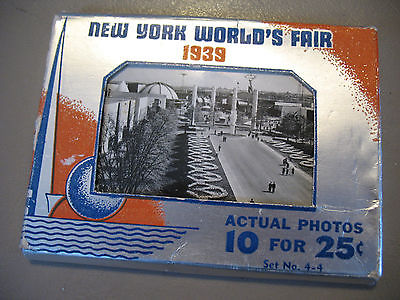 NEW YORK WORLD'S FAIR
1939
ACTUAL PHOTOS
10 FOR 25¢
Set No. 4-4